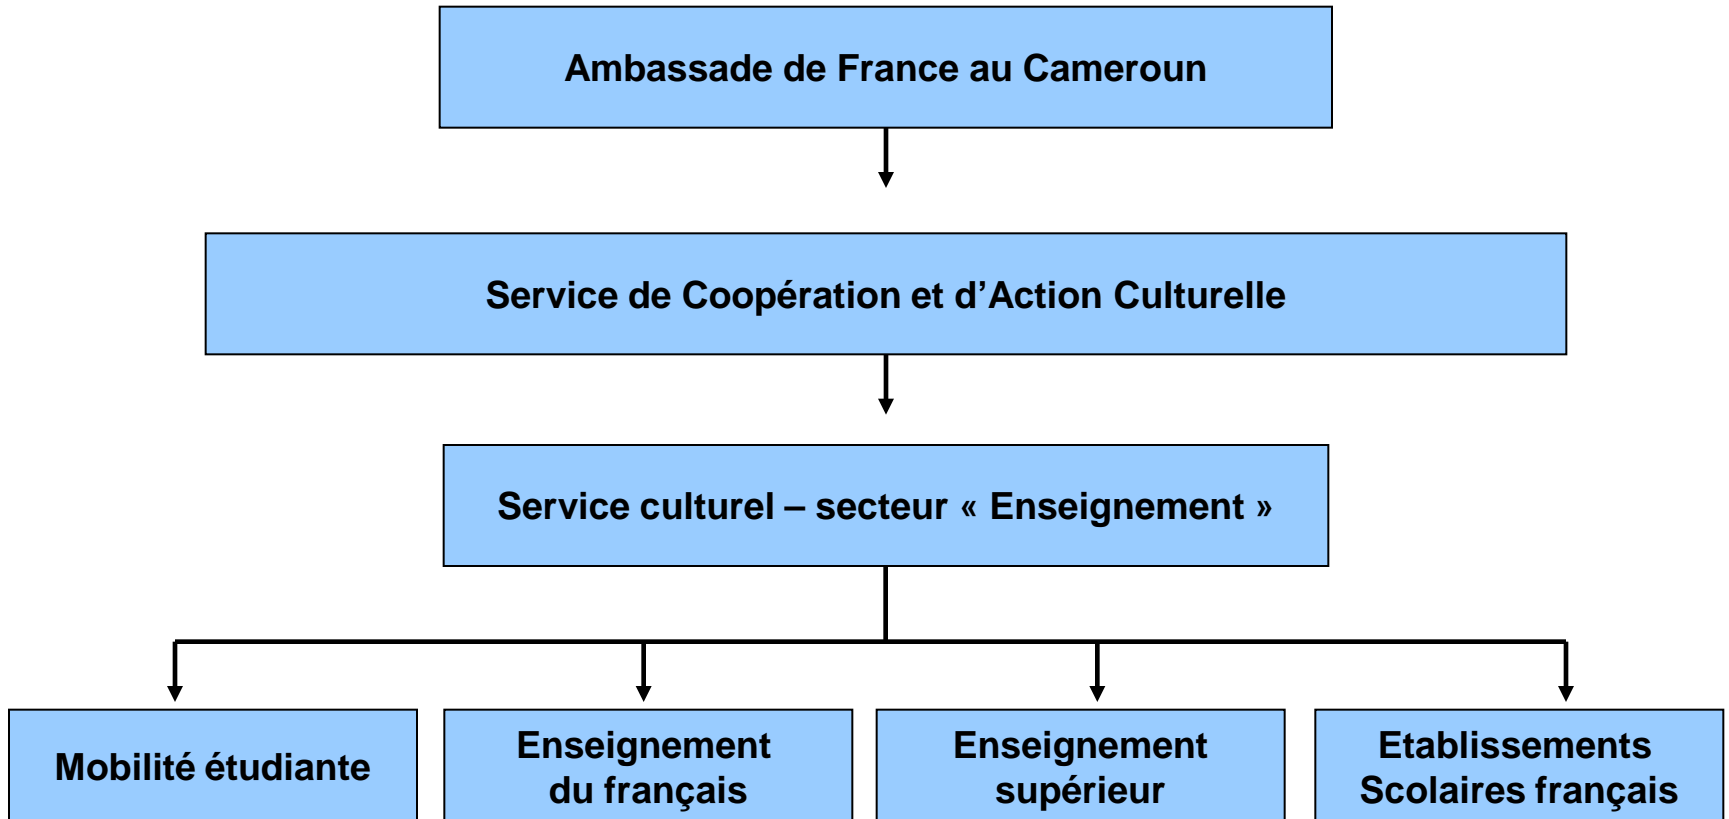 Ambassade de France au Cameroun
Service de Coopération et d’Action Culturelle
Service culturel – secteur « Enseignement »
Mobilité étudiante
Enseignement
du français
Enseignement
supérieur
Etablissements
Scolaires français